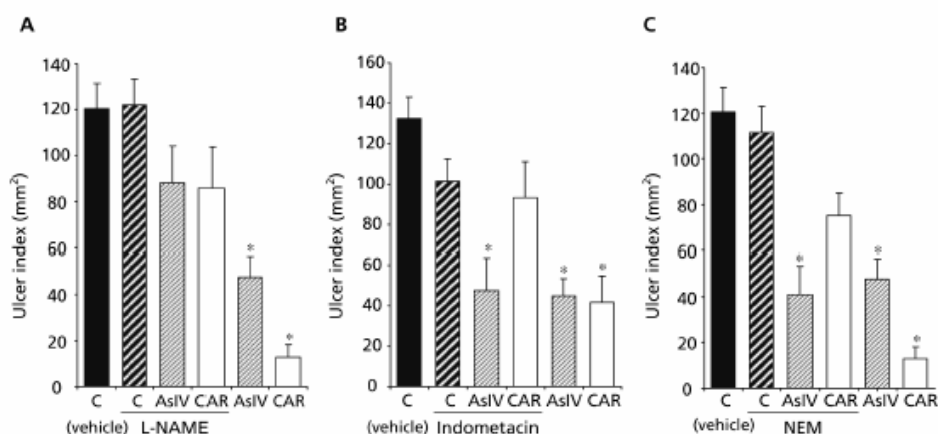 A
B
C
Ulcer index (mm²)
140
120
100
80
60
40
20
0
*
*
C
C
AsIV
CAR
AsIV
CAR
(vehicle)
L-NAME
Ulcer index (mm²)
160
140
120
100
80
60
40
20
0
*
*
*
C
C
AsIV
CAR
AsIV
CAR
(vehicle)
Indometacin
Ulcer index (mm²)
140
120
100
80
60
40
20
0
*
*
*
C
C
AsIV
CAR
AsIV
CAR
(vehicle)
NEM